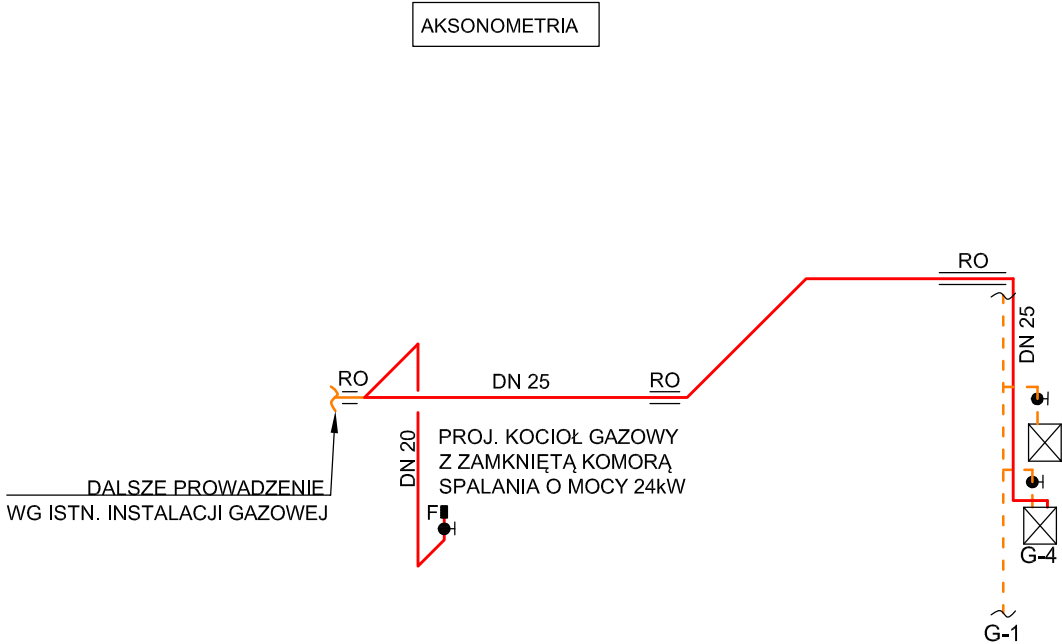 AKSONOMETRIA
RO
DN 25
RO
DN 25
RO
DN 20
PROJ. KOCIOŁ GAZOWY
Z ZAMKNIĘTĄ KOMORĄ
SPALANIA O MOCY 24kW
DALSZE PROWADZENIE
WG ISTN. INSTALACJI GAZOWEJ
F
G-4
G-1